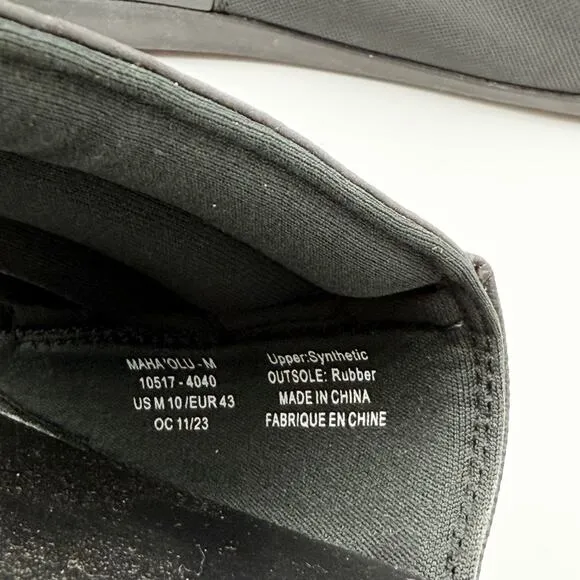 MAHA'OLU - M
10517 - 4040
US M 10 /EUR 43
OC 11/23
Upper:Synthetic
OUTSOLE: Rubber
MADE IN CHINA
FABRIQUE EN CHINE